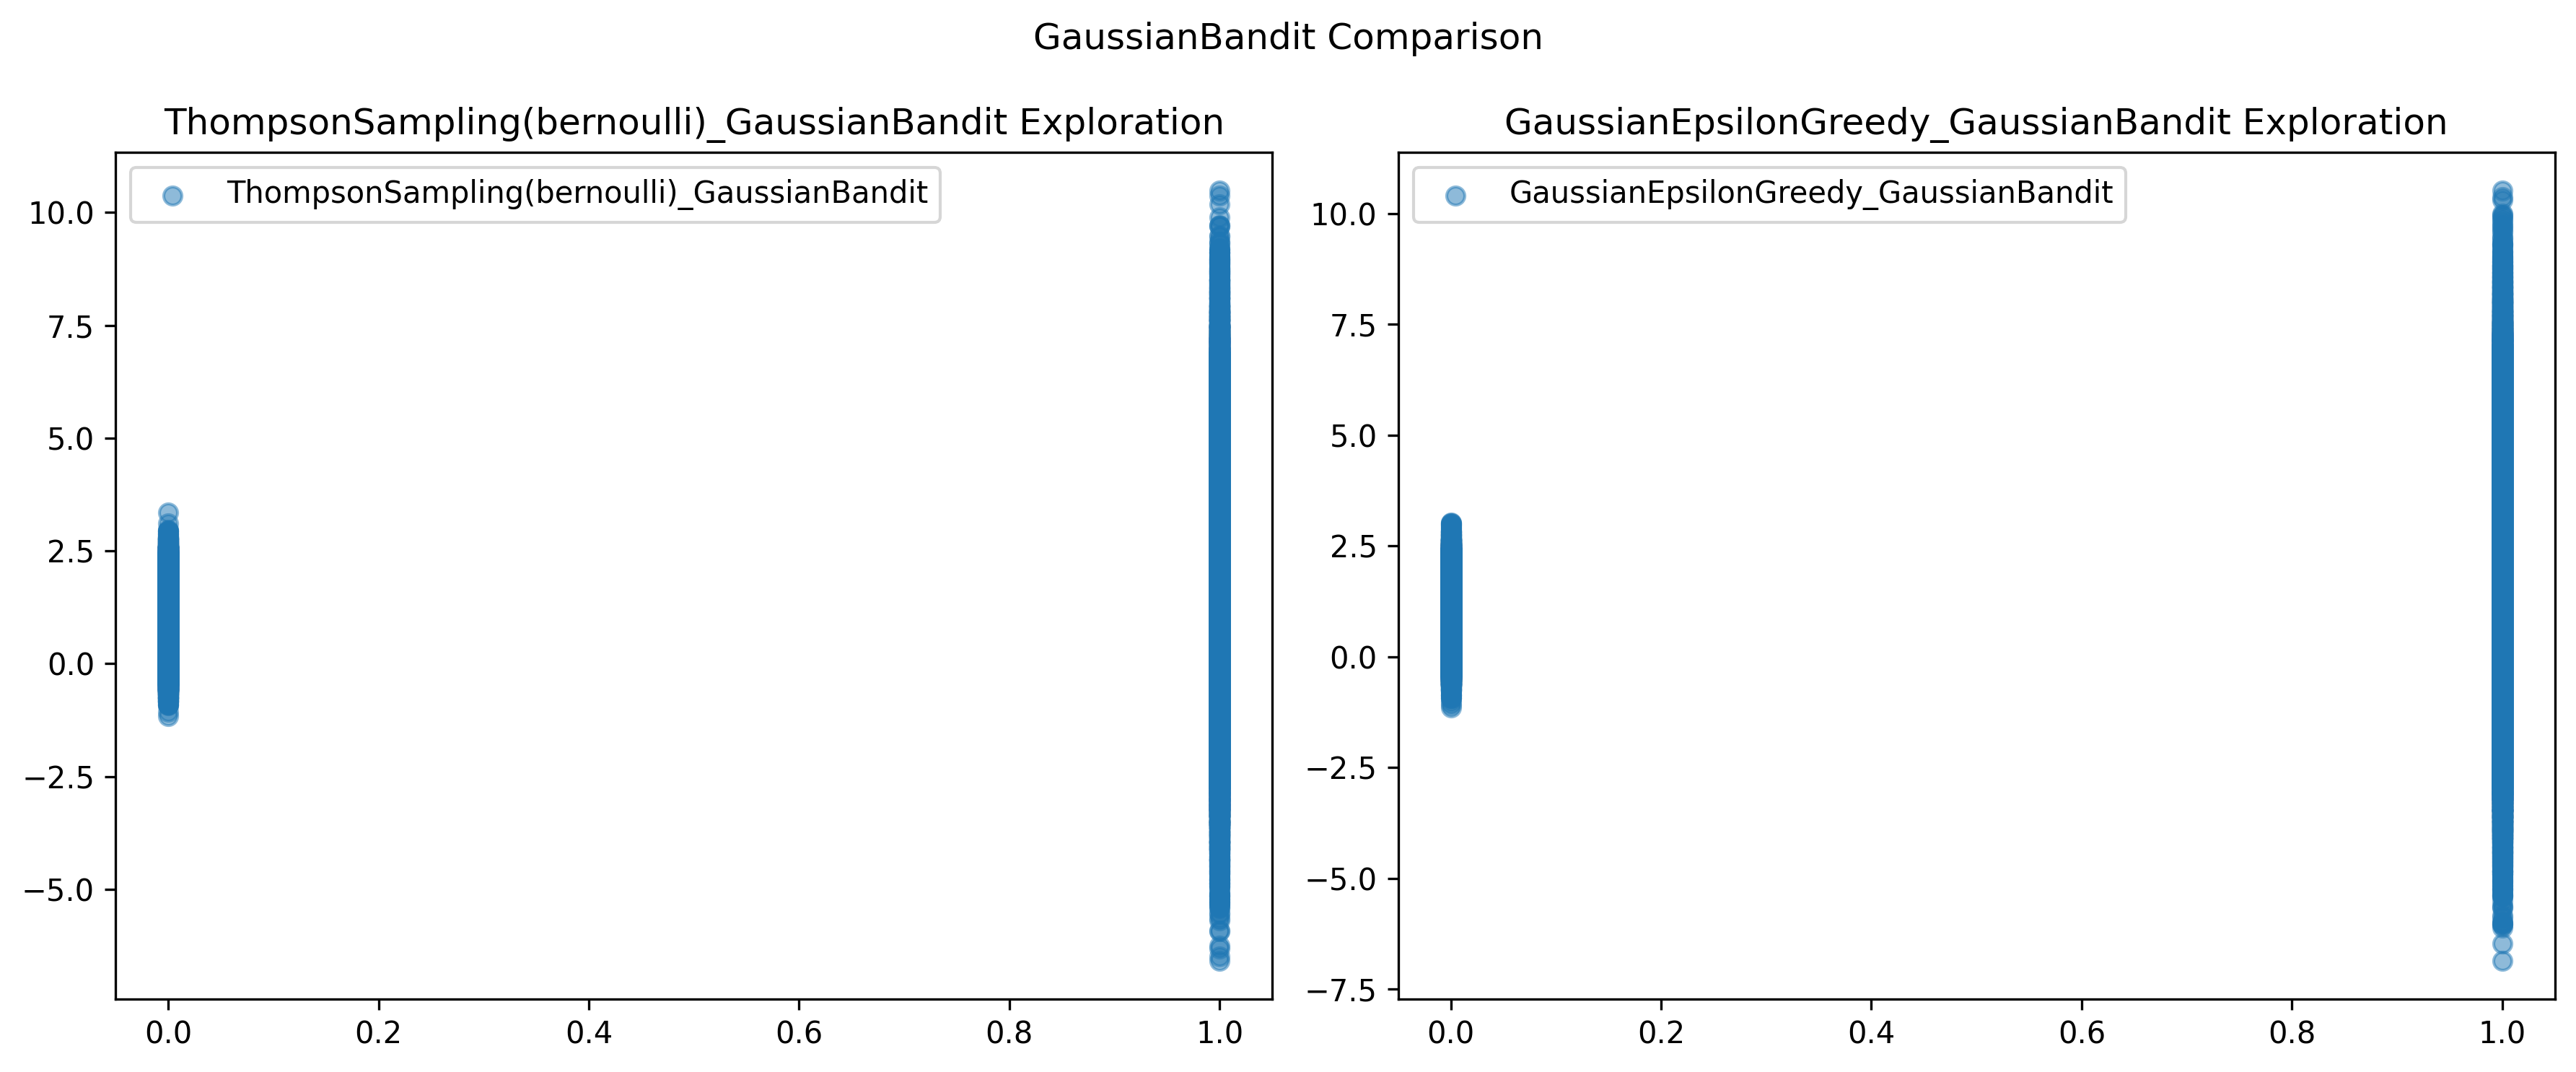 GaussianBandit Comparison
ThompsonSampling(bernoulli)_GaussianBandit Exploration
ThompsonSampling(bernoulli)_GaussianBandit
10.0
7.5
5.0
2.5
0.0
−2.5
−5.0
0.0 0.2 0.4 0.6 0.8 1.0
GaussianEpsilonGreedy_GaussianBandit Exploration
GaussianEpsilonGreedy_GaussianBandit
10.0
7.5
5.0
2.5
0.0
−2.5
−5.0
−7.5
0.0 0.2 0.4 0.6 0.8 1.0